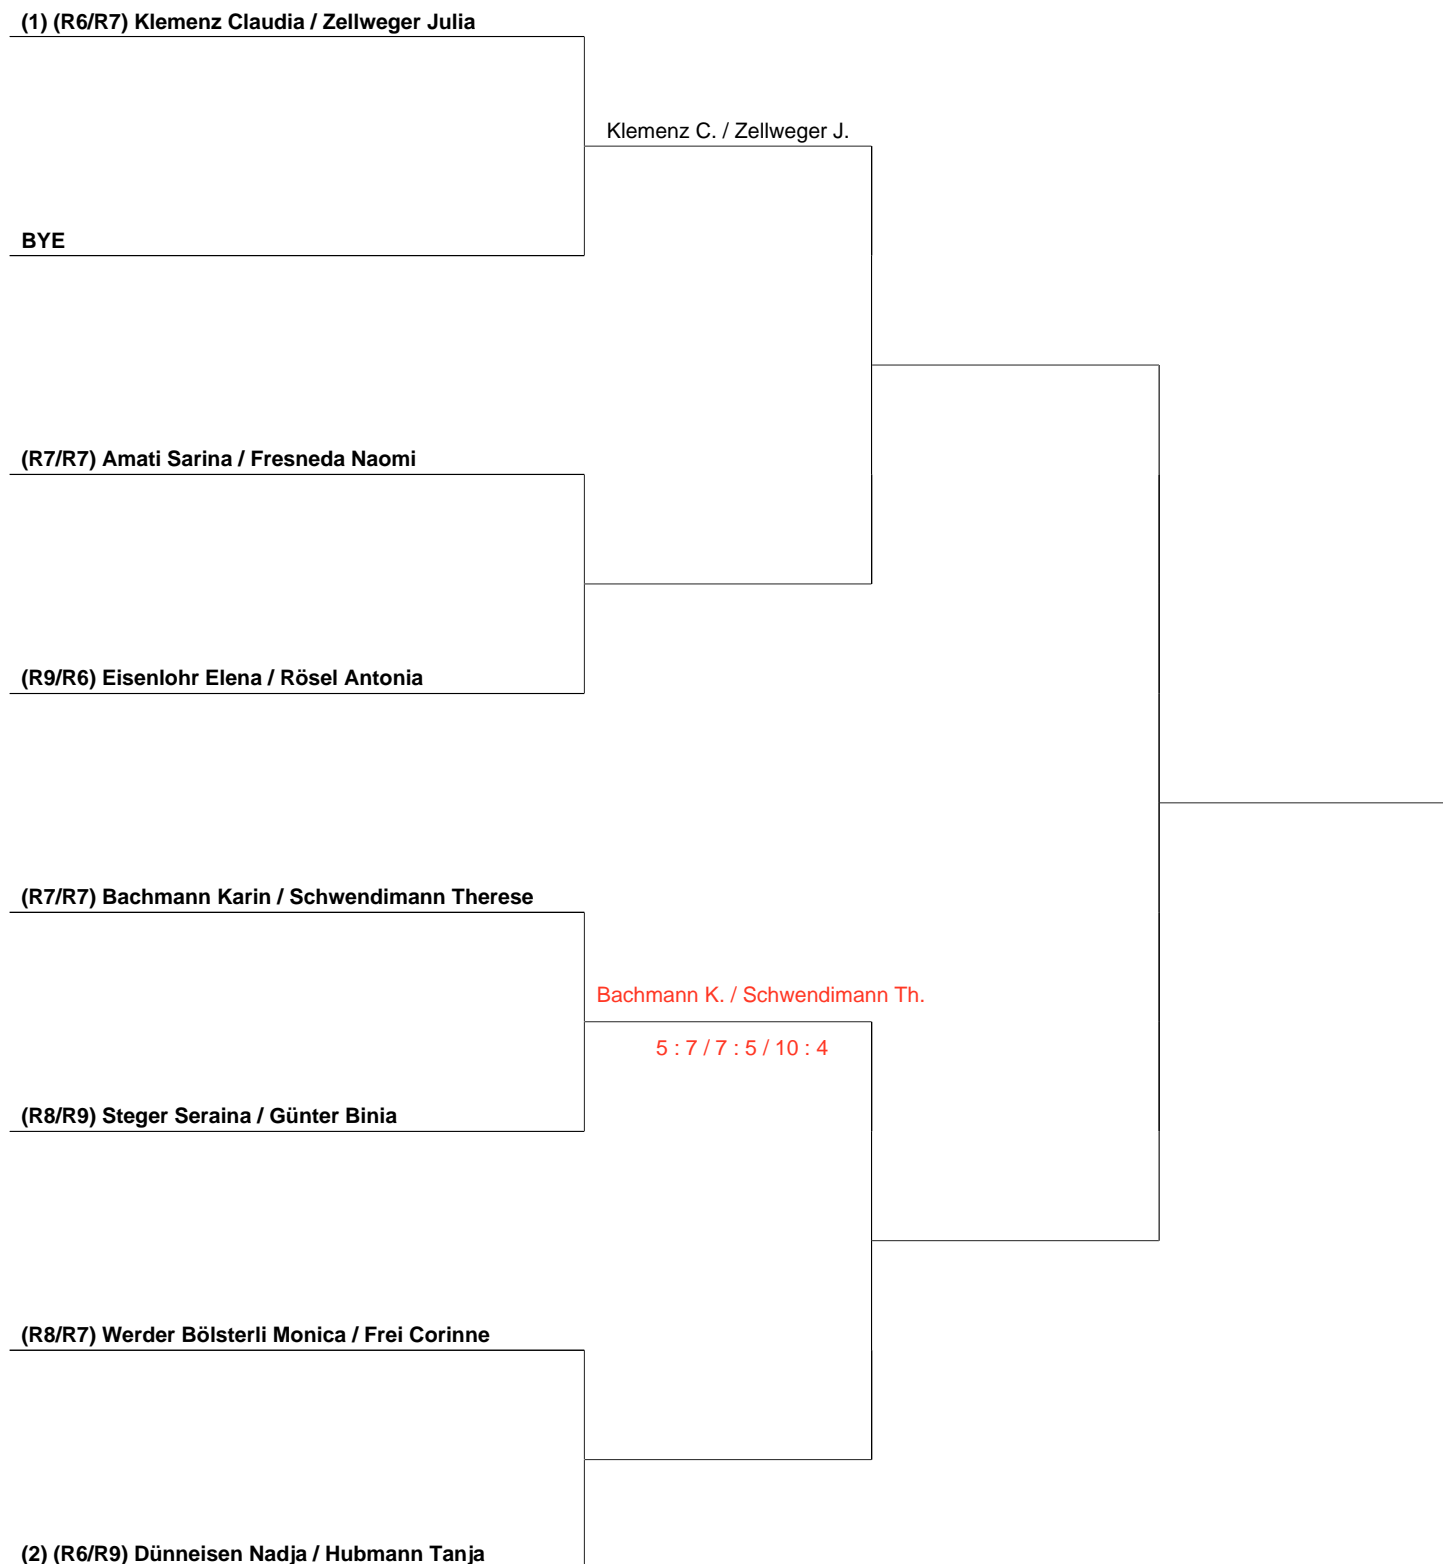 (1) (R6/R7) Klemenz Claudia / Zellweger Julia
Klemenz C. / Zellweger J.
BYE
(R7/R7) Amati Sarina / Fresneda Naomi
(R9/R6) Eisenlohr Elena / Rösel Antonia
(R7/R7) Bachmann Karin / Schwendimann Therese
Bachmann K. / Schwendimann Th.
5 : 7 / 7 : 5 / 10 : 4
(R8/R9) Steger Seraina / Günter Binia
(R8/R7) Werder Bölsterli Monica / Frei Corinne
(2) (R6/R9) Dünneisen Nadja / Hubmann Tanja